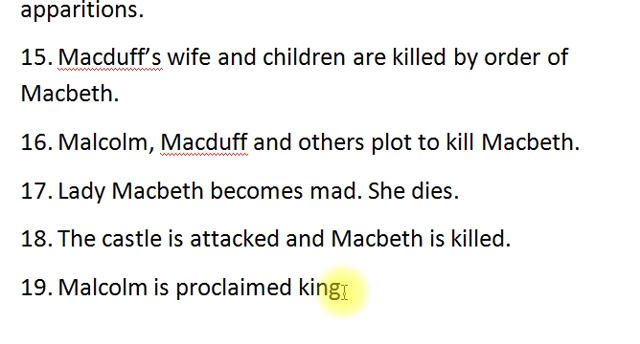 apparitions.
15. Macduff’s wife and children are killed by order of
Macbeth.
16. Malcolm, Macduff and others plot to kill Macbeth.
17. Lady Macbeth becomes mad. She dies.
18. The castle is attacked and Macbeth is killed.
19. Malcolm is proclaimed king.